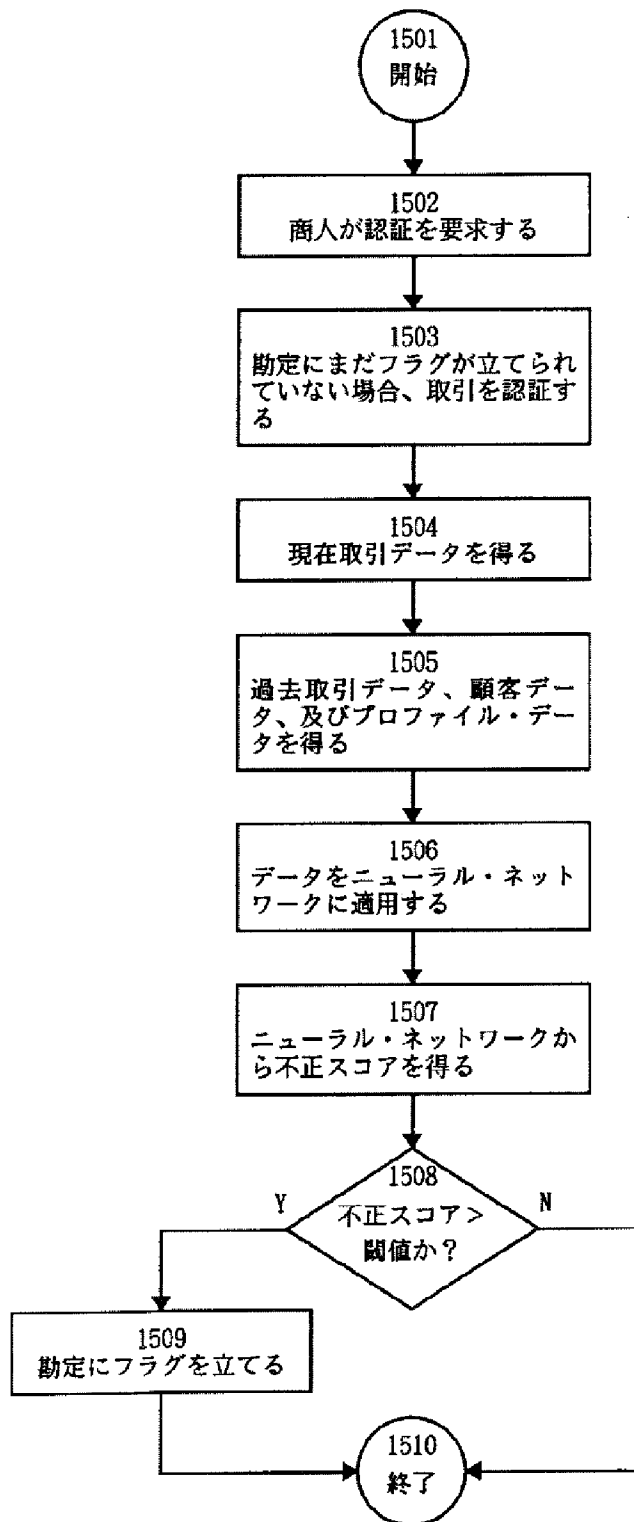 1501
開始
1502
商人が認証を要求する
1503
勘定にまだフラグが立てられ
ていない場合、取引を認証す
る
1504
現在取引データを得る
1505
過去取引データ、顧客デー
タ、及びプロファイル・デー
タを得る
1506
データをニューラル・ネット
ワークに適用する
1507
ニューラル・ネットワークか
ら不正スコアを得る
1508
不正スコア>
閾値か？
Y
N
1509
勘定にフラグを立てる
1510
終了